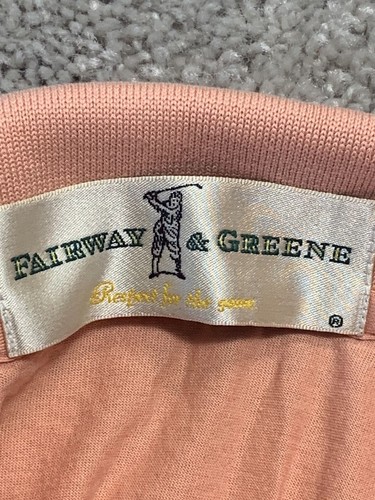 FAIRWAY & GREENE
Respect for the game
®